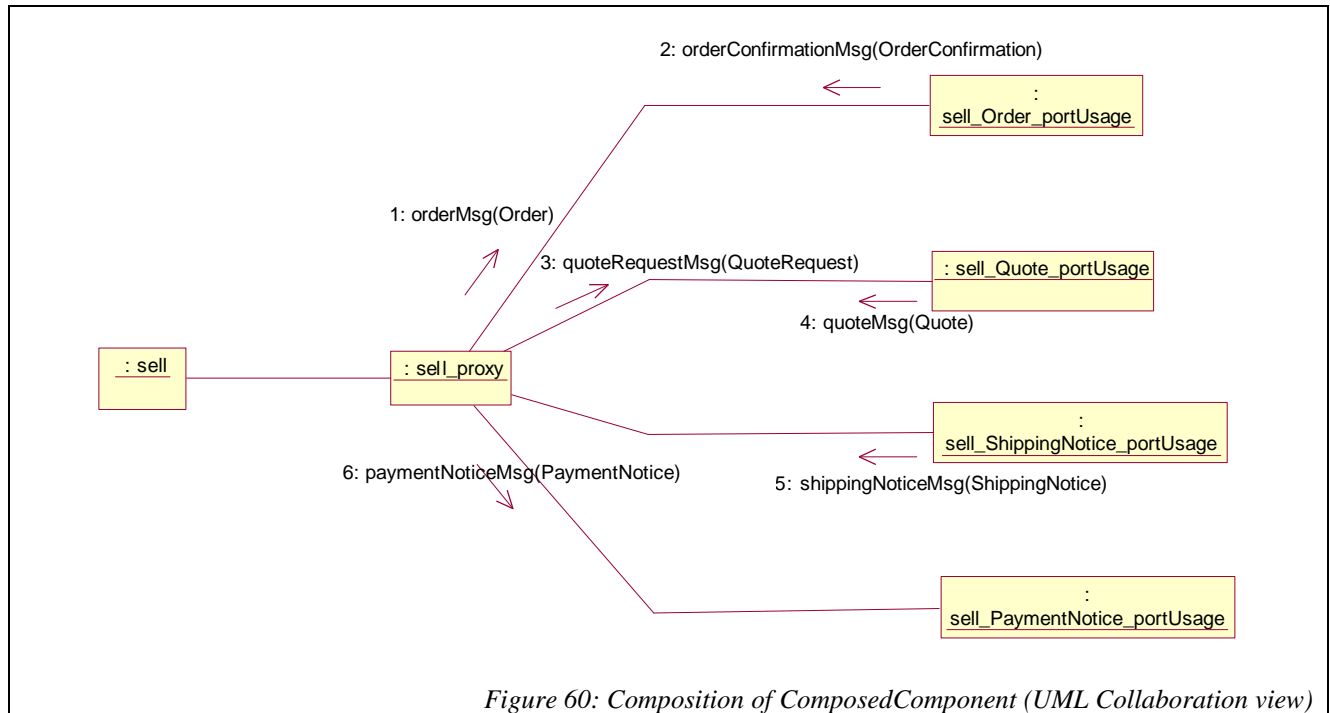 2: orderConfirmationMsg(OrderConfirmation)
:
sell_Order_portUsage
1: orderMsg(Order)
3: quoteRequestMsg(QuoteRequest)
: sell_Quote_portUsage
4: quoteMsg(Quote)
: sell
: sell_proxy
:
sell_ShippingNotice_portUsage
6: paymentNoticeMsg(PaymentNotice)
5: shippingNoticeMsg(ShippingNotice)
:
sell_PaymentNotice_portUsage
Figure 60: Composition of ComposedComponent (UML Collaboration view)